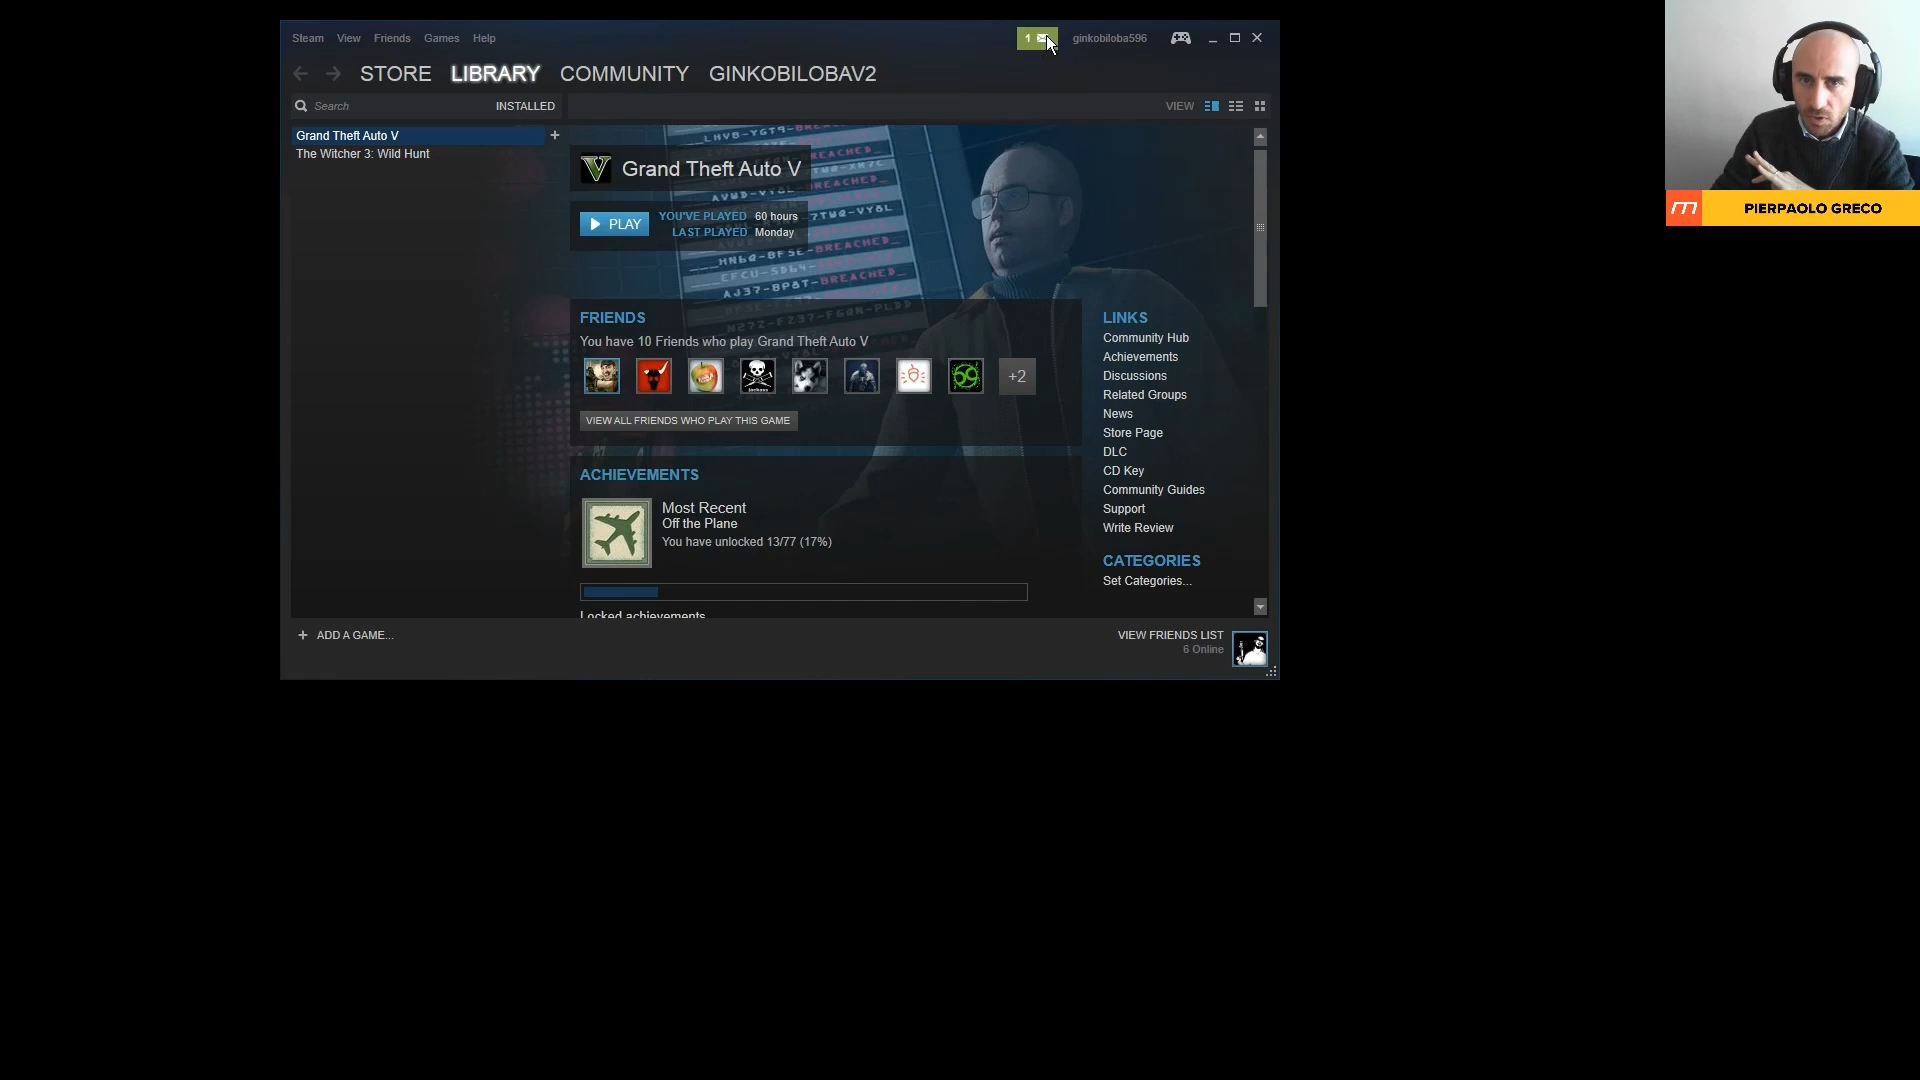 Steam View Friends Games Help
1
ginkobiloba596
STORE LIBRARY COMMUNITY GINKOBILOBAV2
Search
INSTALLED
VIEW
Grand Theft Auto V
The Witcher 3: Wild Hunt
Grand Theft Auto V
PLAY
YOU'VE PLAYED 60 hours
LAST PLAYED Monday
BREACHED_
AJ37-BP8T-BREACHED_
FRIENDS
You have 10 Friends who play Grand Theft Auto V
+2
VIEW ALL FRIENDS WHO PLAY THIS GAME
ACHIEVEMENTS
Most Recent
Off the Plane
You have unlocked 13/77 (17%)
Locked achievements
LINKS
Community Hub
Achievements
Discussions
Related Groups
News
Store Page
DLC
CD Key
Community Guides
Support
Write Review
CATEGORIES
Set Categories...
+ ADD A GAME...
VIEW FRIENDS LIST
6 Online
PIERPAOLO GRECO